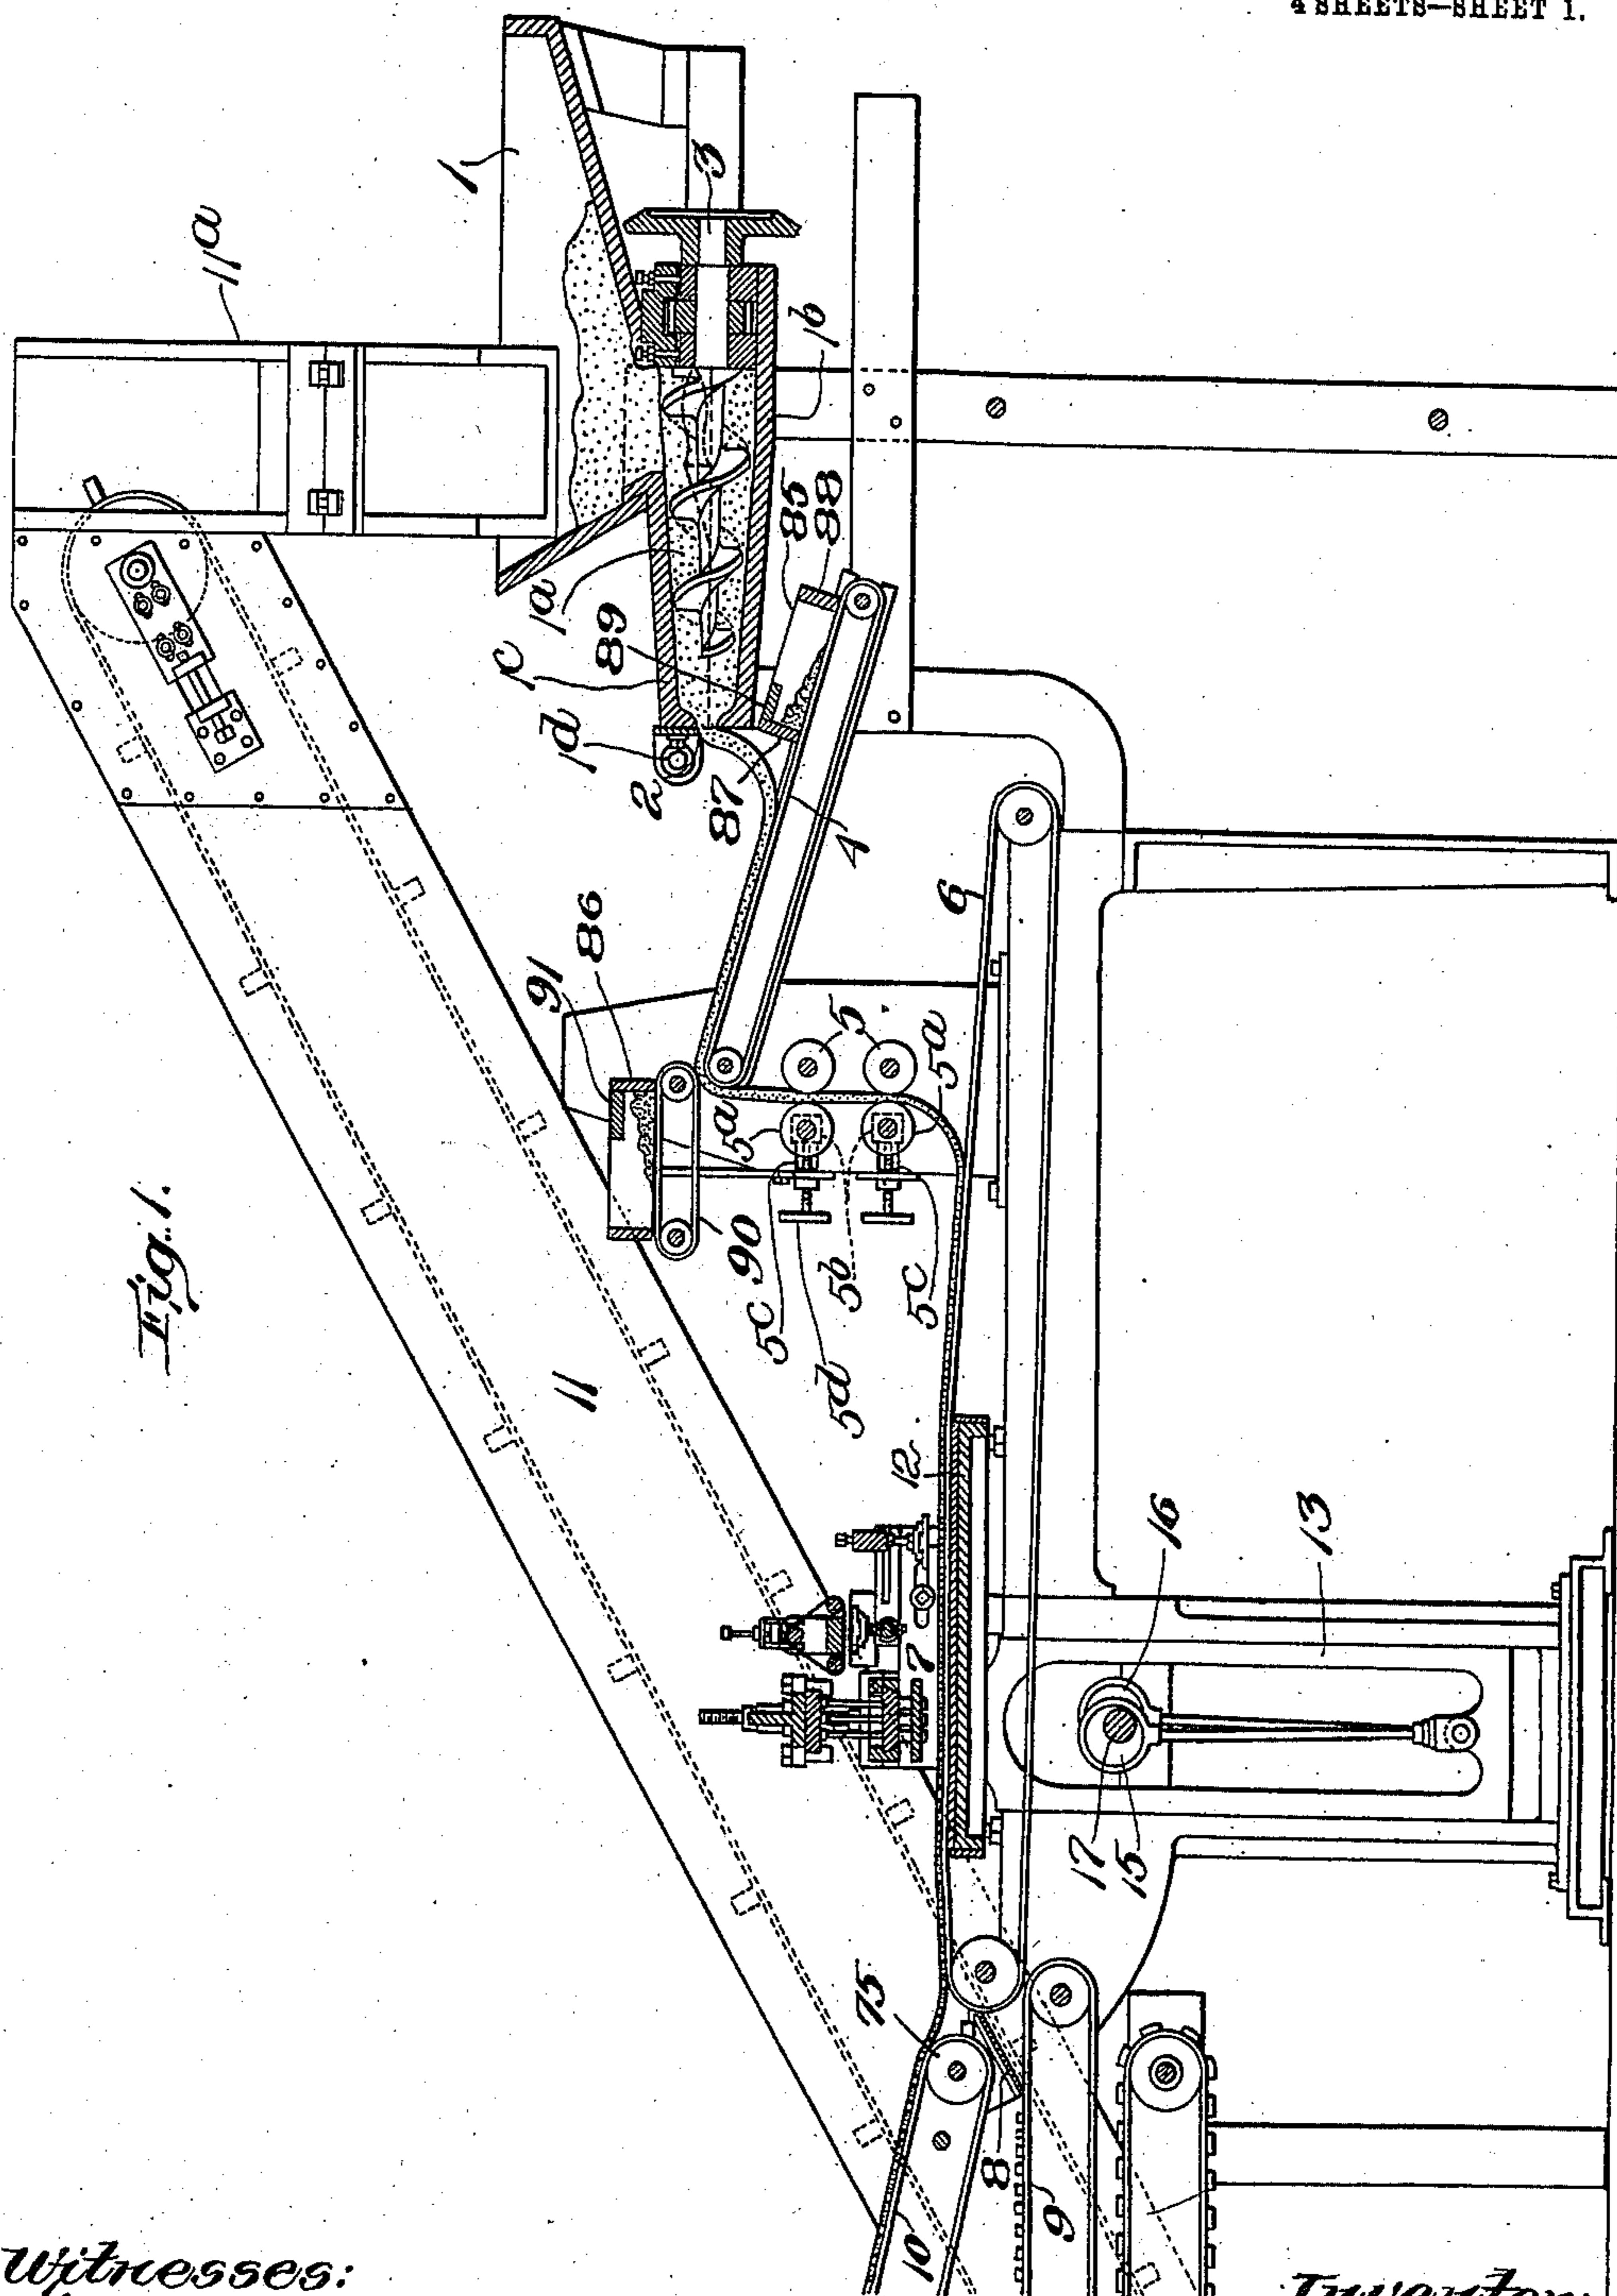 4 SHEETS—SHEET 1.
Fig. 1.
11a
1
3
1b
1a
1c
1d
2
89
85
88
87
4
86
91
6
5
5a
5a
90
5c
5b
5c
5d
11
12
7
16
13
17
15
75
8
10
9
Witnesses:
Inventor: